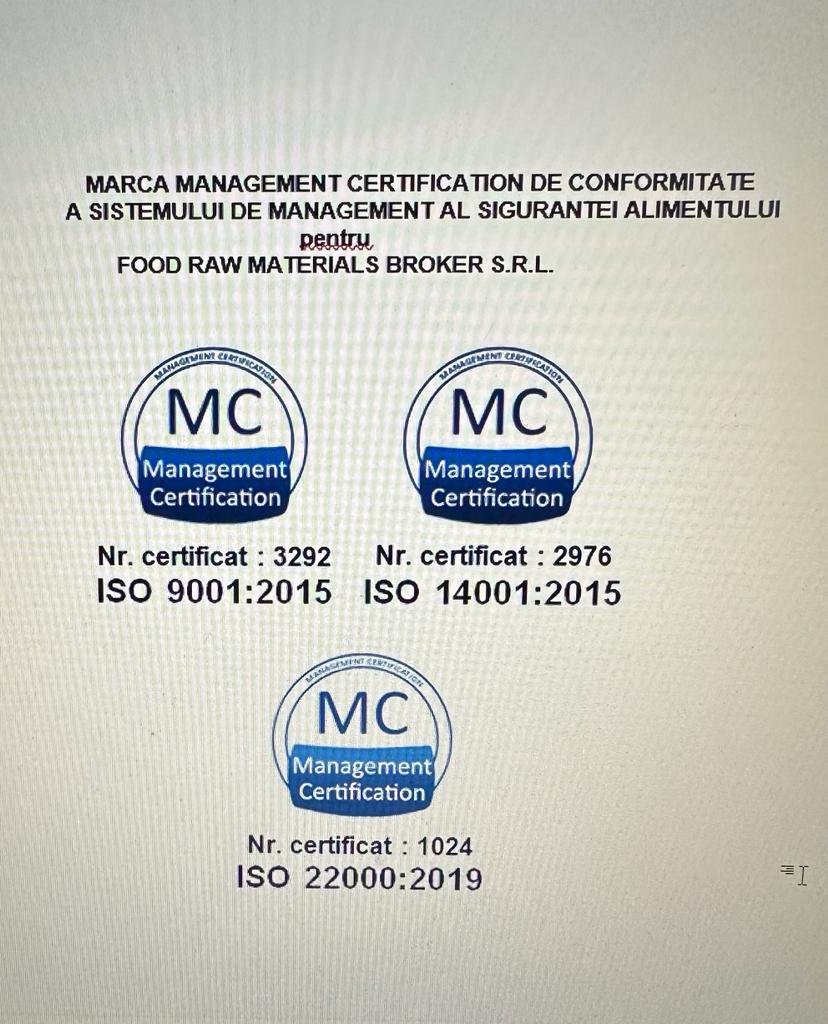 MARCA MANAGEMENT CERTIFICATION DE CONFORMITATE
A SISTEMULUI DE MANAGEMENT AL SIGURANTEI ALIMENTULUI
pentru
FOOD RAW MATERIALS BROKER S.R.L.
MANAGEMENT CERTIFICATION
MC
Management
Certification
Nr. certificat : 3292
ISO 9001:2015
MANAGEMENT CERTIFICATION
MC
Management
Certification
Nr. certificat : 2976
ISO 14001:2015
MANAGEMENT CERTIFICATION
MC
Management
Certification
Nr. certificat : 1024
ISO 22000:2019